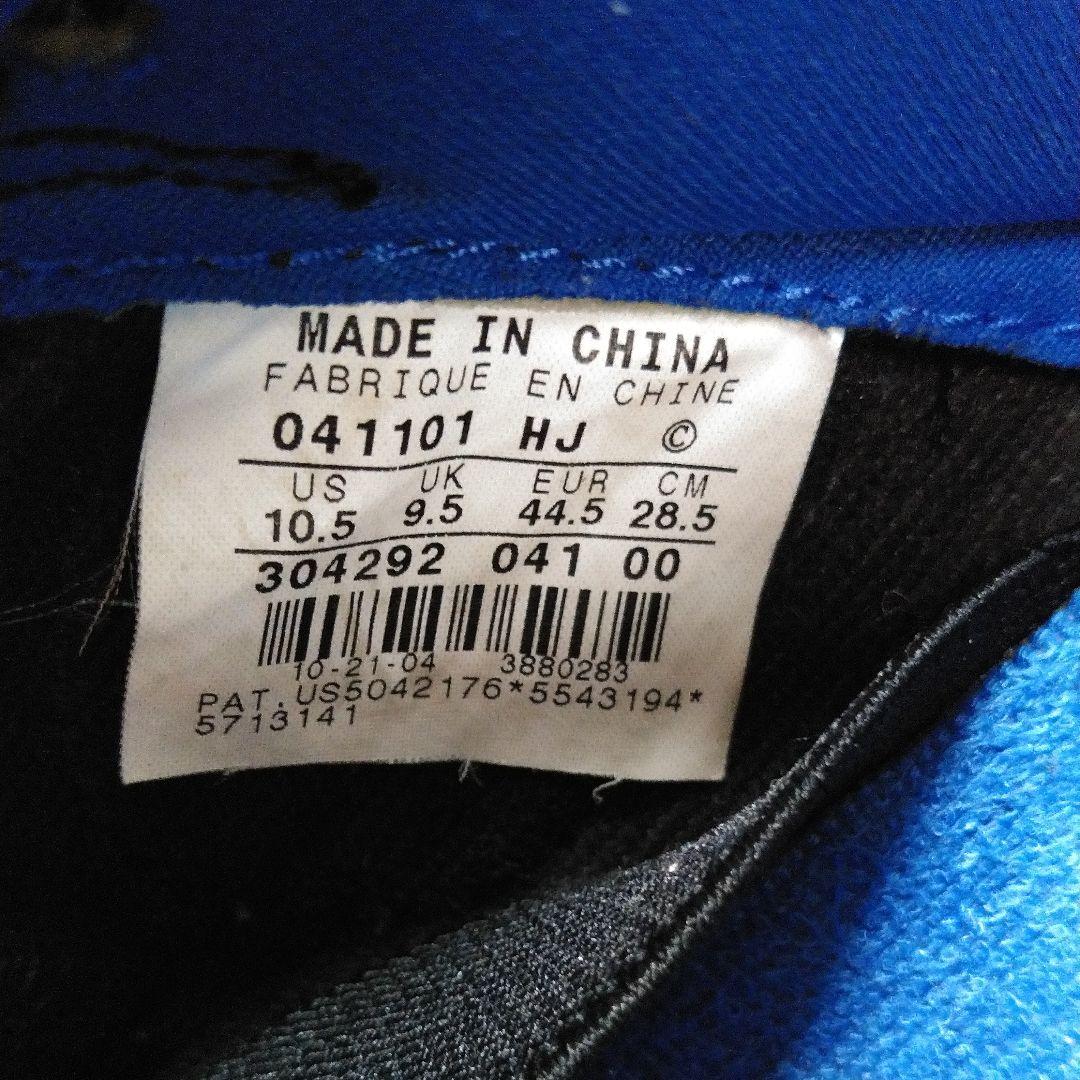 MADE IN CHINA
FABRIQUE EN CHINE
041101 HJ ©
US UK EUR CM
10.5 9.5 44.5 28.5
304292 041 00
10-21-04 3880283
PAT.US5042176*5543194*
5713141